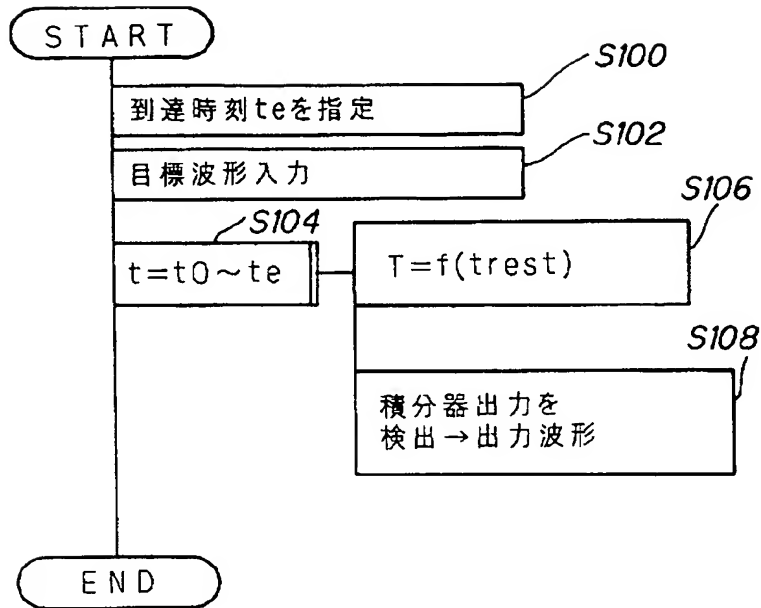 START
S100
到達時刻teを指定
S102
目標波形入力
S104
t=t0~te
S106
T=f(trest)
S108
積分器出力を
検出→出力波形
END